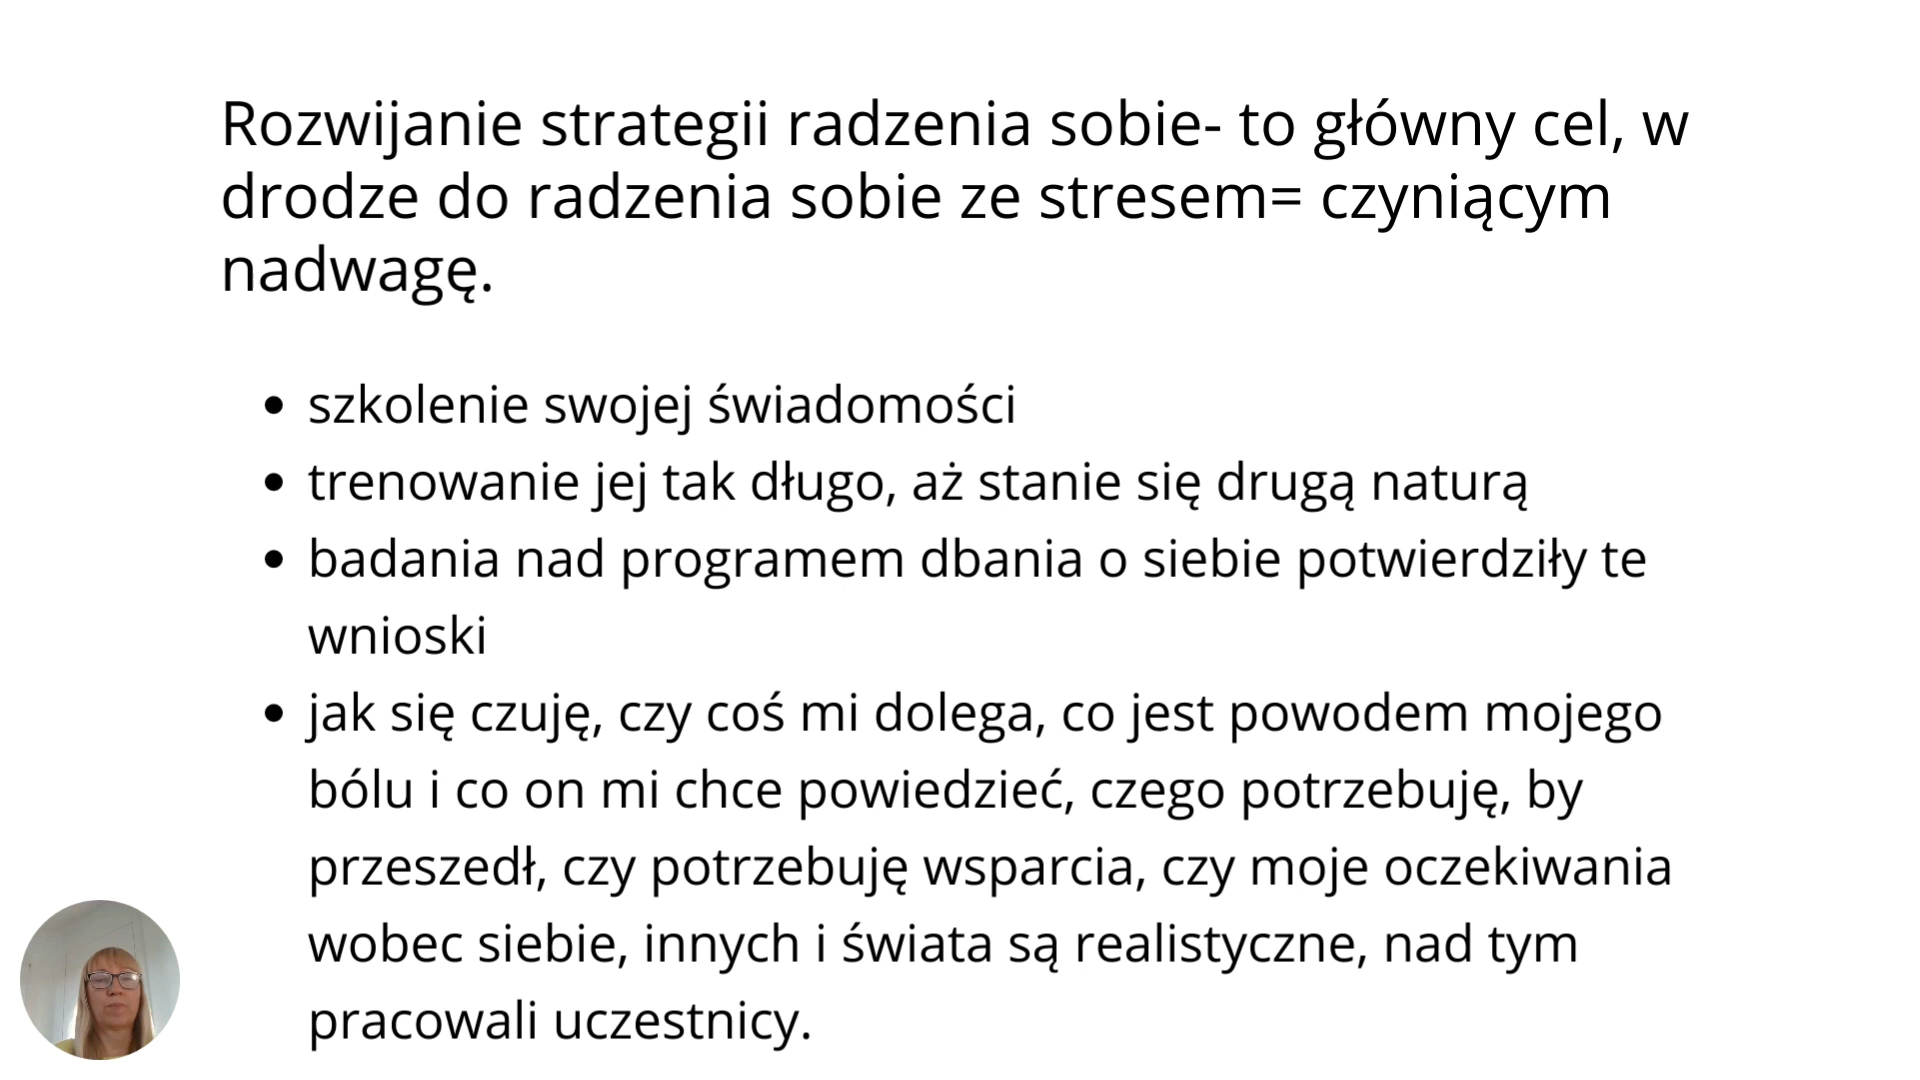 Rozwijanie strategii radzenia sobie- to główny cel, w
drodze do radzenia sobie ze stresem= czyniącym
nadwagę.
• szkolenie swojej świadomości
• trenowanie jej tak długo, aż stanie się drugą naturą
• badania nad programem dbania o siebie potwierdziły te
wnioski
• jak się czuję, czy coś mi dolega, co jest powodem mojego
bólu i co on mi chce powiedzieć, czego potrzebuję, by
przeszedł, czy potrzebuję wsparcia, czy moje oczekiwania
wobec siebie, innych i świata są realistyczne, nad tym
pracowali uczestnicy.